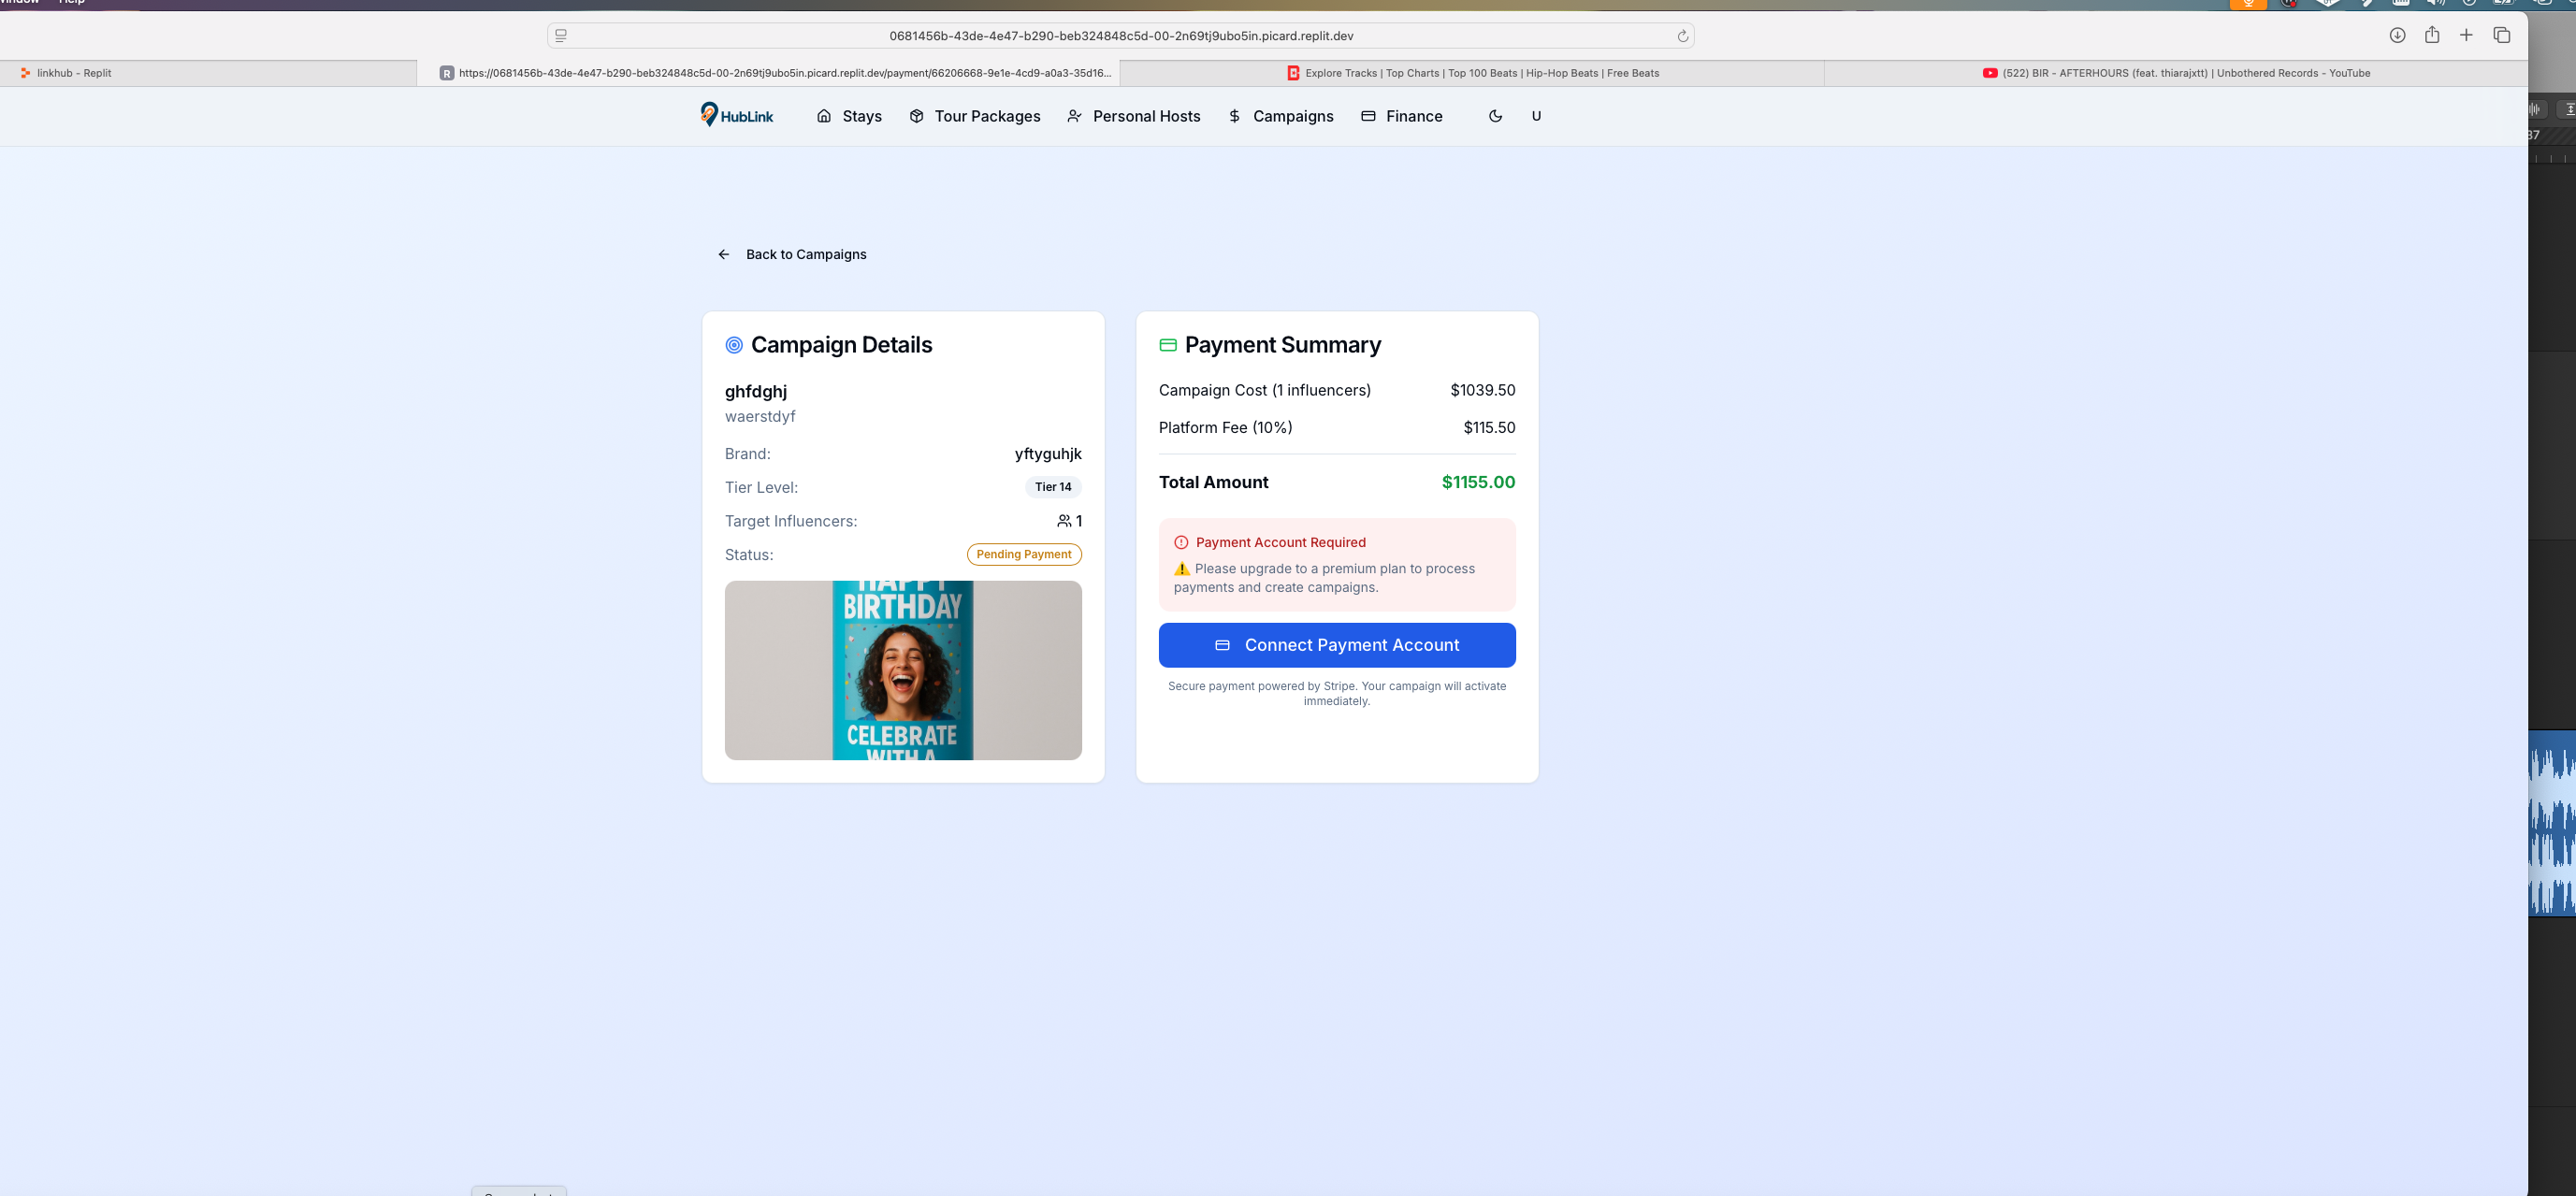 Window Help
0681456b-43de-4e47-b290-beb324848c5d-00-2n69tj9ubo5in.picard.replit.dev
linkhub - Replit
R https://0681456b-43de-4e47-b290-beb324848c5d-00-2n69tj9ubo5in.picard.replit.dev/payment/66206668-9e1e-4cd9-a0a3-35d16...
Explore Tracks | Top Charts | Top 100 Beats | Hip-Hop Beats | Free Beats
(522) BIR - AFTERHOURS (feat. thiarajxtt) | Unbothered Records - YouTube
HubLink
Stays
Tour Packages
Personal Hosts
Campaigns
Finance
U
37
Back to Campaigns
Campaign Details
ghfdghj
waerstdyf
Brand: yftyguhjk
Tier Level: Tier 14
Target Influencers: 1
Status: Pending Payment
HAPPY
BIRTHDAY
CELEBRATE
WITH A
Payment Summary
Campaign Cost (1 influencers) $1039.50
Platform Fee (10%) $115.50
Total Amount $1155.00
Payment Account Required
⚠️ Please upgrade to a premium plan to process
payments and create campaigns.
Connect Payment Account
Secure payment powered by Stripe. Your campaign will activate
immediately.